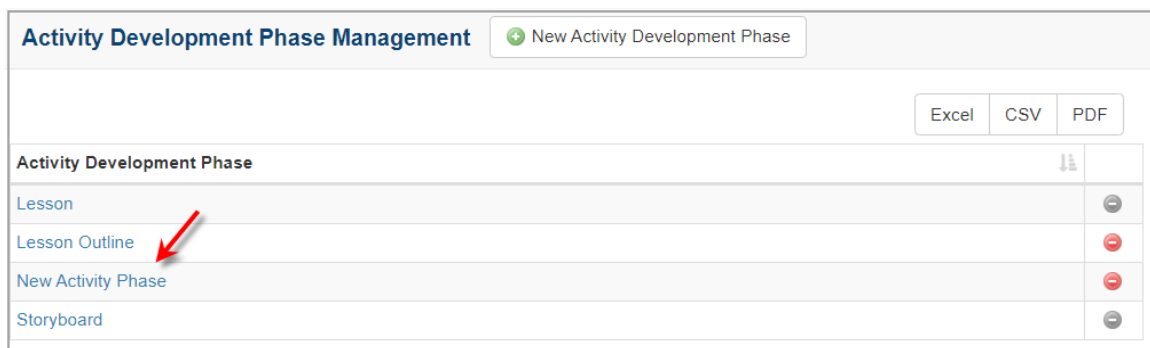 Activity Development Phase Management New Activity Development Phase
Excel CSV PDF
Activity Development Phase
Lesson
Lesson Outline
New Activity Phase
Storyboard